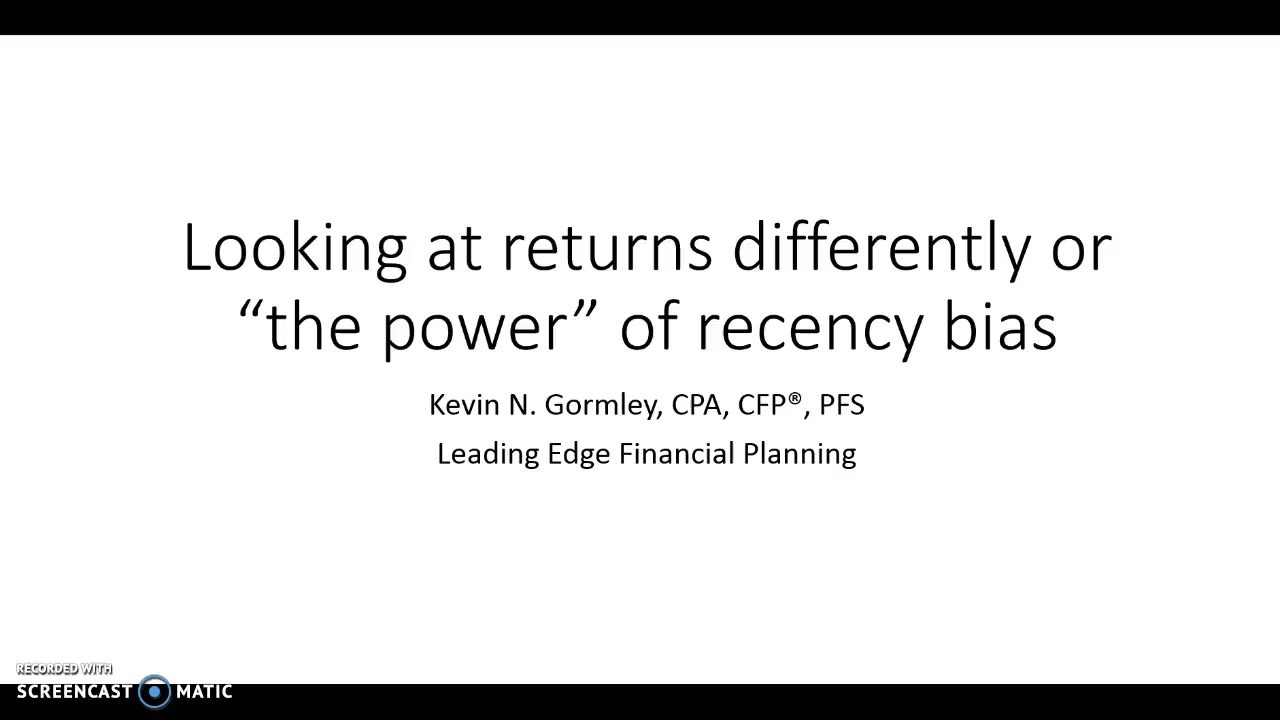 Looking at returns differently or
“the power” of recency bias
Kevin N. Gormley, CPA, CFP®, PFS
Leading Edge Financial Planning
RECORDED WITH
SCREENCAST MATIC